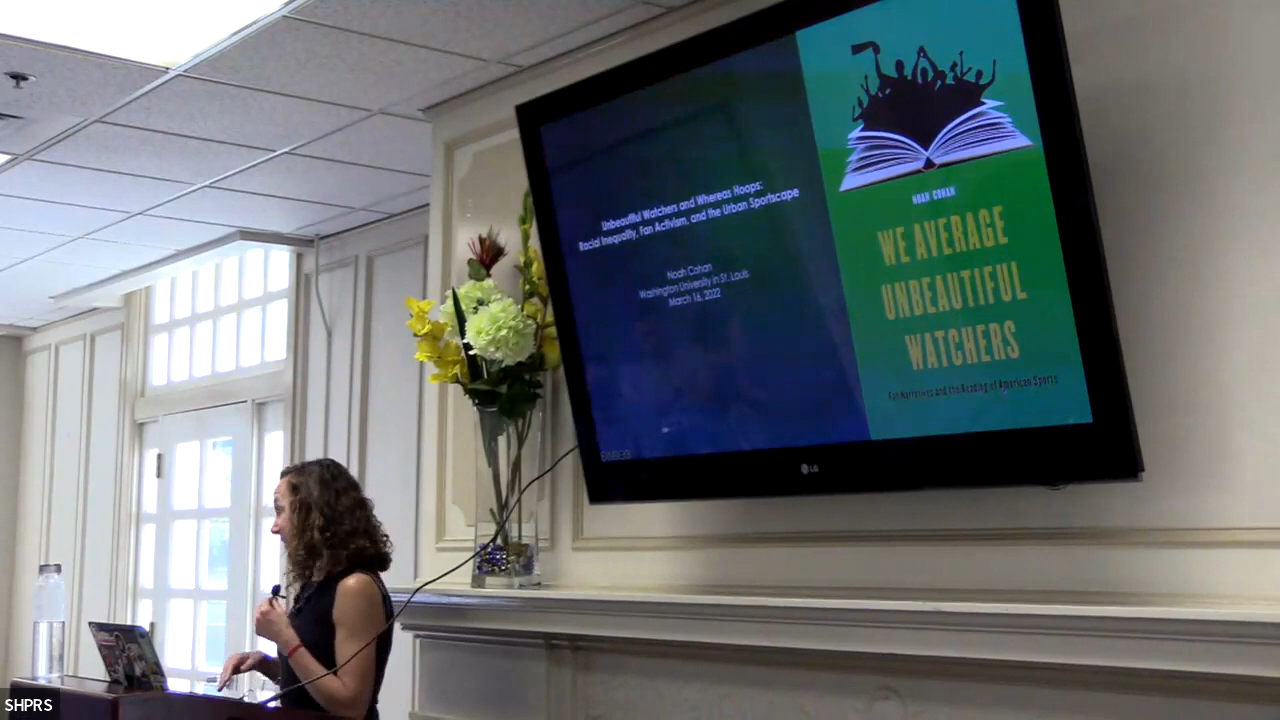 Unbeautiful Watchers and Whereas Hoops:
Racial Inequality, Fan Activism, and the Urban Sportscape
Noah Cohan
Washington University in St. Louis
March 16, 2022
NOAH COHAN
WE AVERAGE
UNBEAUTIFUL
WATCHERS
Fan Narratives and the Reading of American Sports
LG
SHPRS